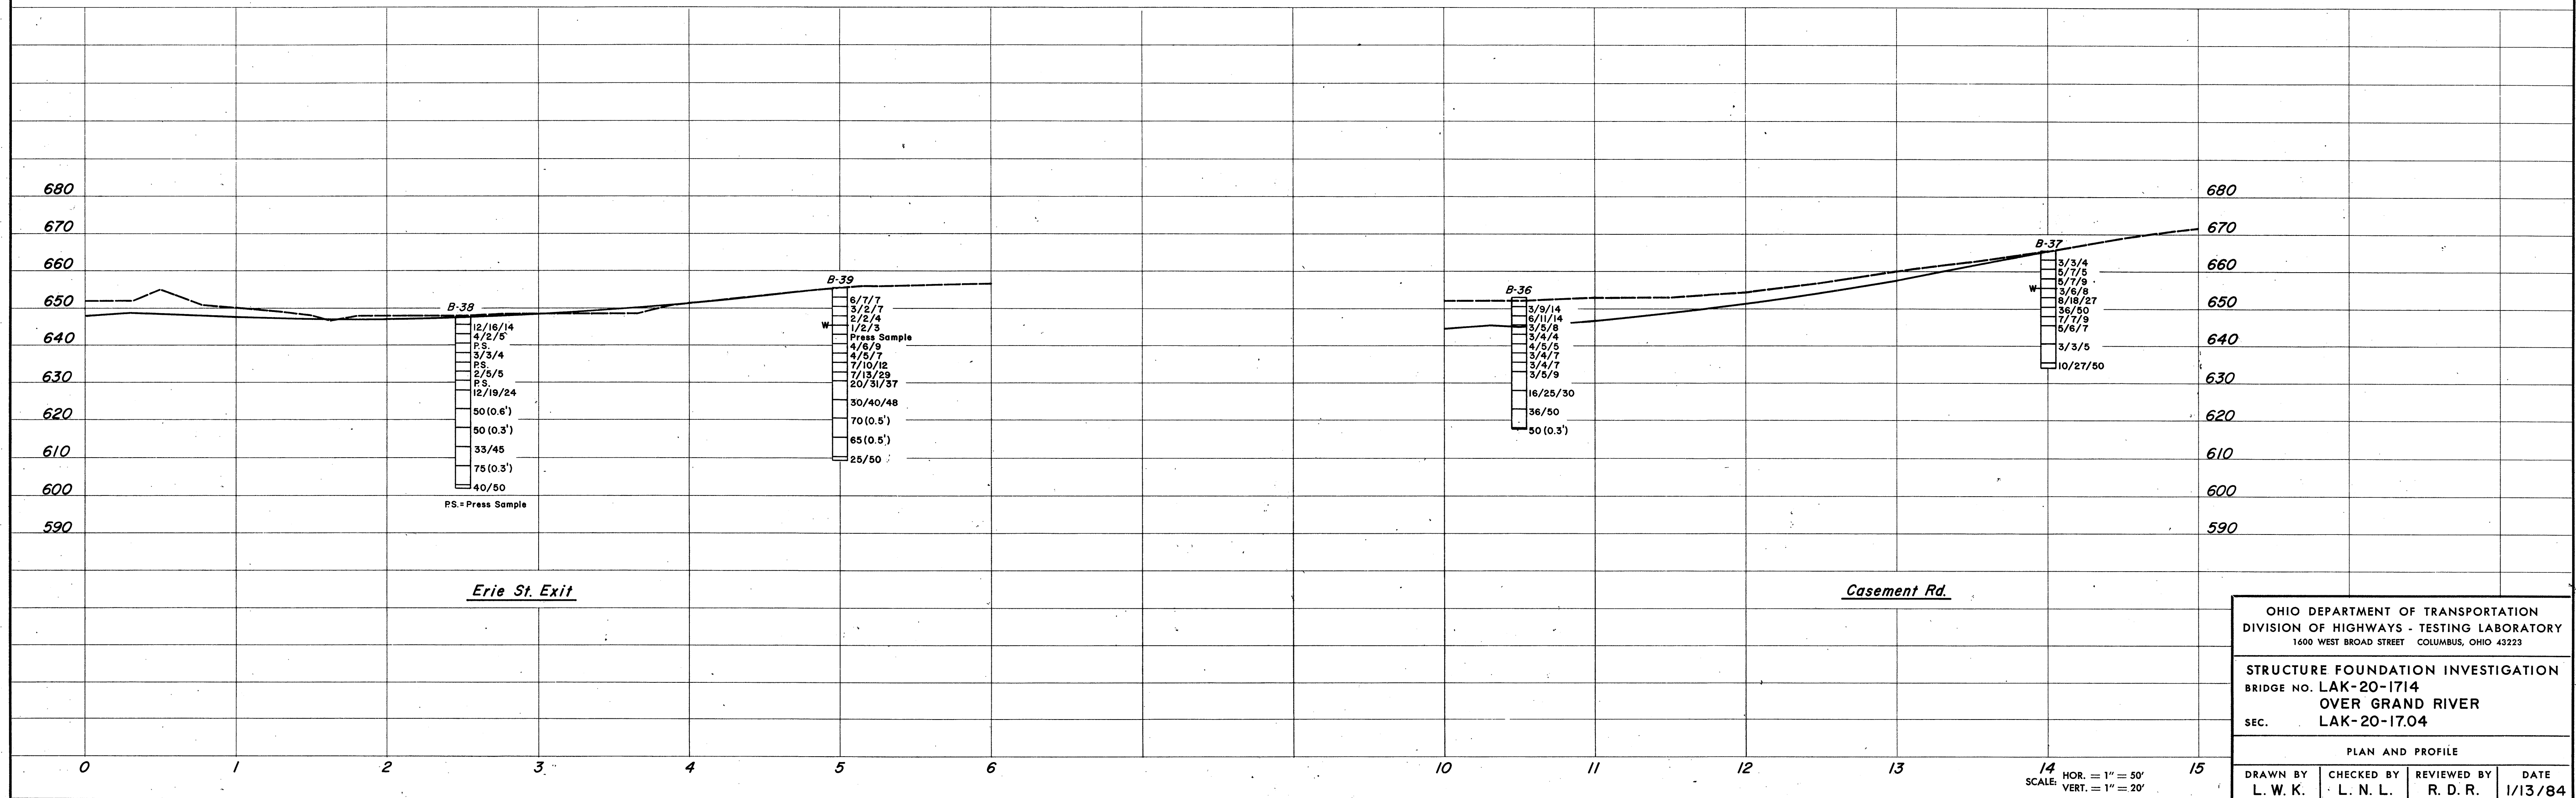 680
670
660
650
640
630
620
610
600
590
B-38
12/16/14
4/2/5
P.S.
3/3/4
P.S.
2/5/5
P.S.
12/19/24
50 (0.6')
50 (0.3')
33/45
75 (0.3')
40/50
P.S. = Press Sample
B-39
W
6/7/7
3/2/7
2/2/4
1/2/3
Press Sample
4/6/9
4/5/7
7/10/12
7/13/29
20/31/37
30/40/48
70 (0.5')
65 (0.5')
25/50
Erie St. Exit
B-36
3/9/14
6/11/14
3/5/8
3/4/4
4/5/5
3/4/7
3/4/7
3/5/9
16/25/30
36/50
50 (0.3')
B-37
W
3/3/4
5/7/5
5/7/9
3/6/8
8/18/27
36/50
7/7/9
5/6/7
3/3/5
10/27/50
Casement Rd.
680
670
660
650
640
630
620
610
600
590
0 1 2 3 4 5 6 10 11 12 13 14 15
SCALE: HOR. = 1" = 50'
VERT. = 1" = 20'
OHIO DEPARTMENT OF TRANSPORTATION
DIVISION OF HIGHWAYS - TESTING LABORATORY
1600 WEST BROAD STREET COLUMBUS, OHIO 43223
STRUCTURE FOUNDATION INVESTIGATION
BRIDGE NO. LAK-20-1714
OVER GRAND RIVER
SEC. LAK-20-17.04
PLAN AND PROFILE
DRAWN BY CHECKED BY REVIEWED BY DATE
L. W. K. L. N. L. R. D. R. 1/13/84